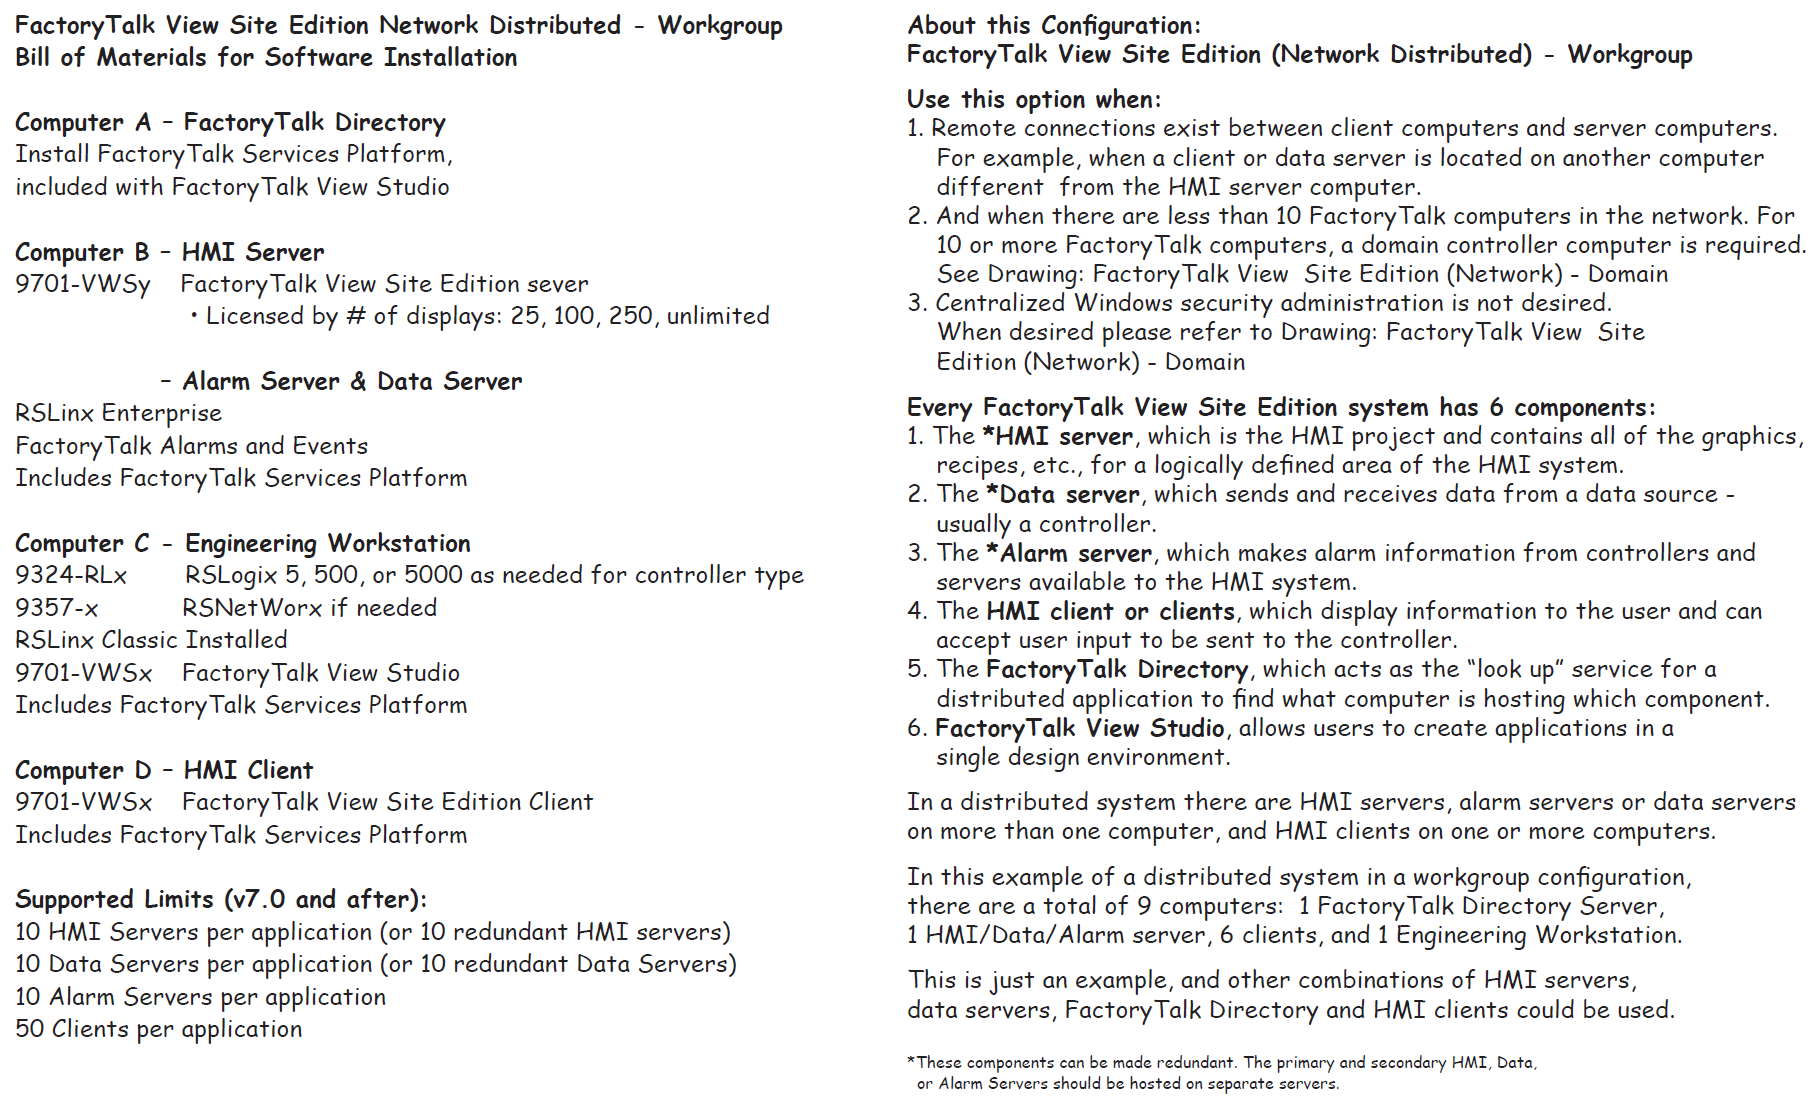 FactoryTalk View Site Edition Network Distributed - Workgroup
Bill of Materials for Software Installation
Computer A – FactoryTalk Directory
Install FactoryTalk Services Platform,
included with FactoryTalk View Studio
Computer B – HMI Server
9701-VWSy FactoryTalk View Site Edition sever
• Licensed by # of displays: 25, 100, 250, unlimited
– Alarm Server & Data Server
RSLinx Enterprise
FactoryTalk Alarms and Events
Includes FactoryTalk Services Platform
Computer C - Engineering Workstation
9324-RLx RSLogix 5, 500, or 5000 as needed for controller type
9357-x RSNetWorx if needed
RSLinx Classic Installed
9701-VWSx FactoryTalk View Studio
Includes FactoryTalk Services Platform
Computer D – HMI Client
9701-VWSx FactoryTalk View Site Edition Client
Includes FactoryTalk Services Platform
Supported Limits (v7.0 and after):
10 HMI Servers per application (or 10 redundant HMI servers)
10 Data Servers per application (or 10 redundant Data Servers)
10 Alarm Servers per application
50 Clients per application
About this Configuration:
FactoryTalk View Site Edition (Network Distributed) - Workgroup
Use this option when:
1. Remote connections exist between client computers and server computers.
For example, when a client or data server is located on another computer
different from the HMI server computer.
2. And when there are less than 10 FactoryTalk computers in the network. For
10 or more FactoryTalk computers, a domain controller computer is required.
See Drawing: FactoryTalk View Site Edition (Network) - Domain
3. Centralized Windows security administration is not desired.
When desired please refer to Drawing: FactoryTalk View Site
Edition (Network) - Domain
Every FactoryTalk View Site Edition system has 6 components:
1. The *HMI server, which is the HMI project and contains all of the graphics,
recipes, etc., for a logically defined area of the HMI system.
2. The *Data server, which sends and receives data from a data source -
usually a controller.
3. The *Alarm server, which makes alarm information from controllers and
servers available to the HMI system.
4. The HMI client or clients, which display information to the user and can
accept user input to be sent to the controller.
5. The FactoryTalk Directory, which acts as the “look up” service for a
distributed application to find what computer is hosting which component.
6. FactoryTalk View Studio, allows users to create applications in a
single design environment.
In a distributed system there are HMI servers, alarm servers or data servers
on more than one computer, and HMI clients on one or more computers.
In this example of a distributed system in a workgroup configuration,
there are a total of 9 computers: 1 FactoryTalk Directory Server,
1 HMI/Data/Alarm server, 6 clients, and 1 Engineering Workstation.
This is just an example, and other combinations of HMI servers,
data servers, FactoryTalk Directory and HMI clients could be used.
*These components can be made redundant. The primary and secondary HMI, Data,
or Alarm Servers should be hosted on separate servers.